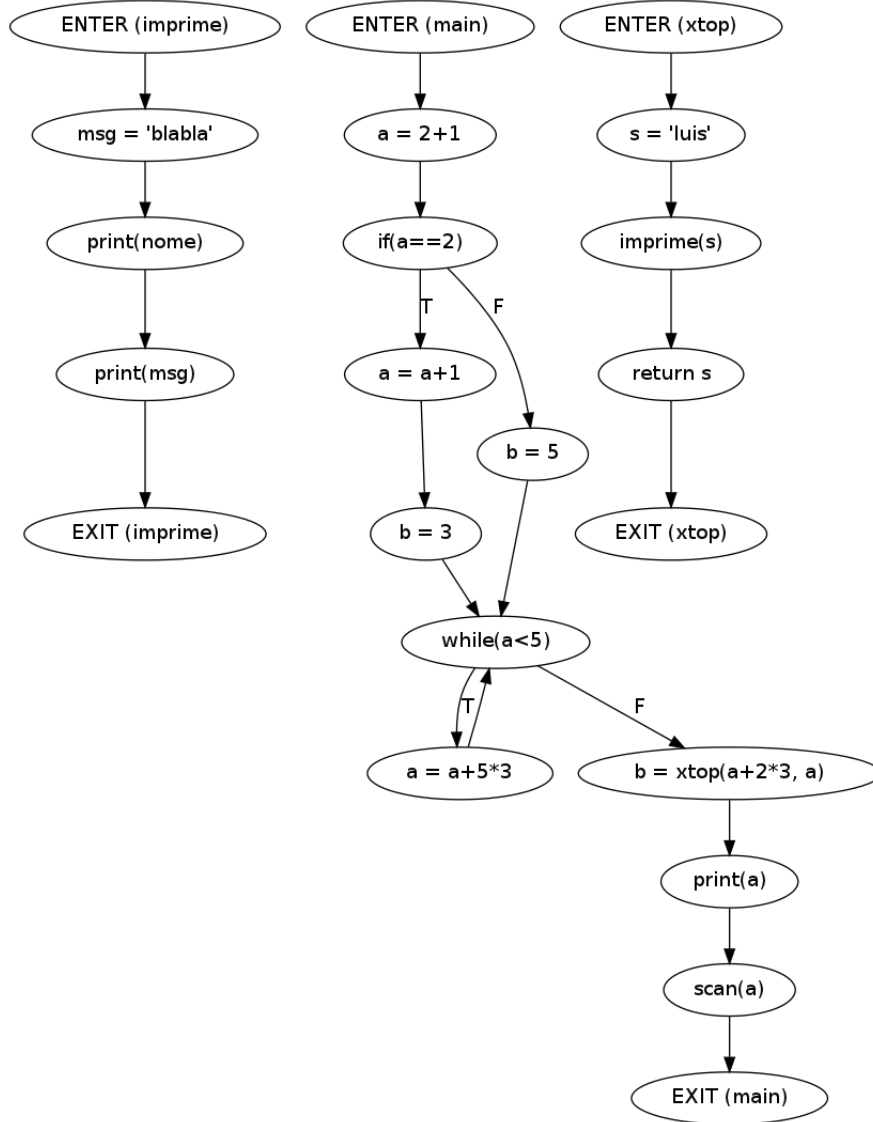 ENTER (imprime)
msg = 'blabla'
print(nome)
print(msg)
EXIT (imprime)
ENTER (main)
a = 2+1
if(a==2)
T
F
a = a+1
b = 5
b = 3
while(a<5)
T
F
a = a+5*3
b = xtop(a+2*3, a)
print(a)
scan(a)
EXIT (main)
ENTER (xtop)
s = 'luis'
imprime(s)
return s
EXIT (xtop)